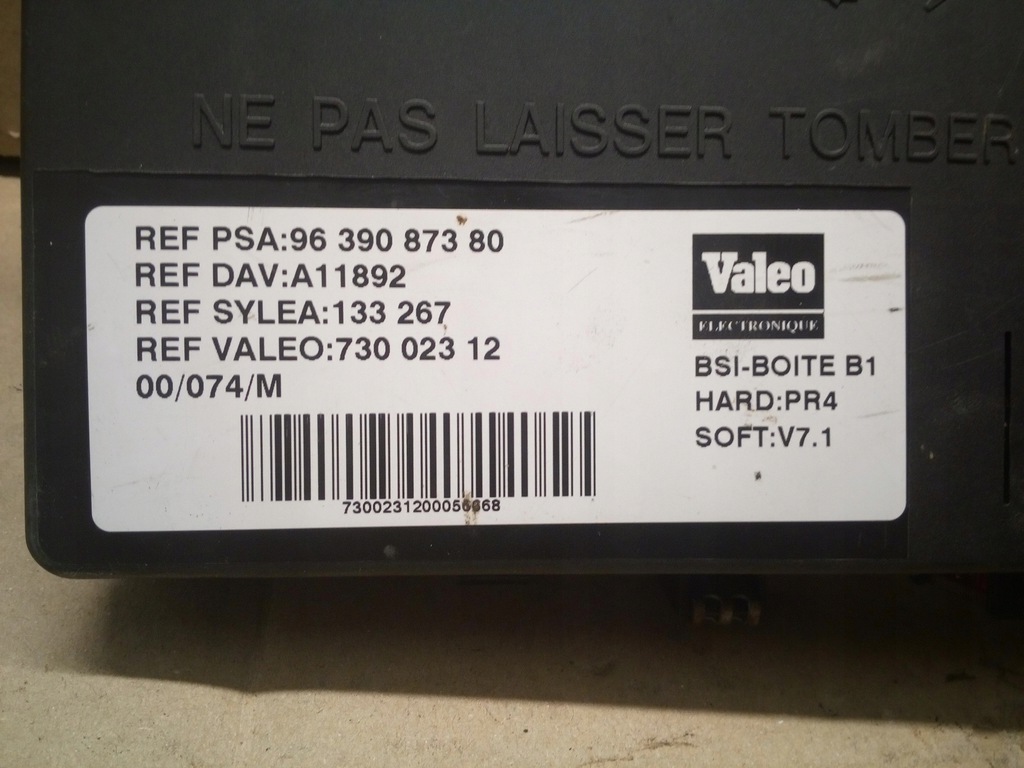 NE PAS LAISSER TOMBER
REF PSA:96 390 873 80
REF DAV:A11892
REF SYLEA:133 267
REF VALEO:730 023 12
00/074/M
Valeo
ELECTRONIQUE
BSI-BOITE B1
HARD:PR4
SOFT:V7.1